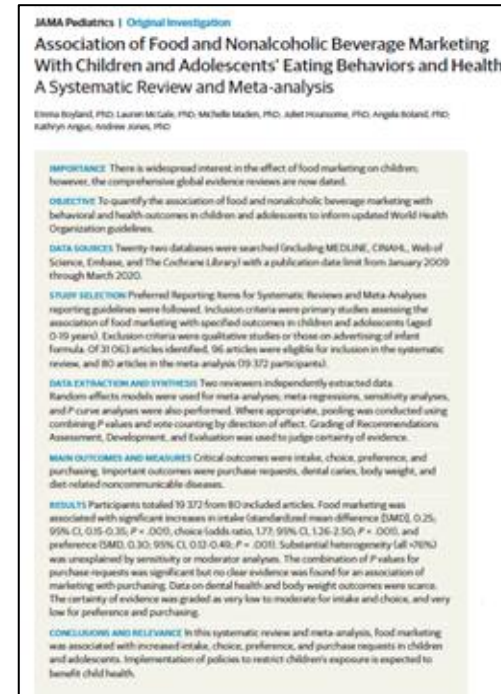 JAMA Pediatrics | Original Investigation
Association of Food and Nonalcoholic Beverage Marketing
With Children and Adolescents' Eating Behaviors and Health
A Systematic Review and Meta-analysis
Emma Boyland, PhD; Lauren McGale, PhD; Michelle Maden, PhD; Juliet Hounsome, PhD; Angela Boland, PhD;
Kathryn Angus; Andrew Jones, PhD
IMPORTANCE There is widespread interest in the effect of food marketing on children;
however, the comprehensive global evidence reviews are now dated.
OBJECTIVE To quantify the association of food and nonalcoholic beverage marketing with
behavioral and health outcomes in children and adolescents to inform updated World Health
Organization guidelines.
DATA SOURCES Twenty-two databases were searched (including MEDLINE, CINAHL, Web of
Science, Embase, and The Cochrane Library) with a publication date limit from January 2009
through March 2020.
STUDY SELECTION Preferred Reporting Items for Systematic Reviews and Meta-Analyses
reporting guidelines were followed. Inclusion criteria were primary studies assessing the
association of food marketing with specified outcomes in children and adolescents (aged
0-19 years). Exclusion criteria were qualitative studies or those on advertising of infant
formula. Of 31 063 articles identified, 96 articles were eligible for inclusion in the systematic
review, and 80 articles in the meta-analysis (19 372 participants).
DATA EXTRACTION AND SYNTHESIS Two reviewers independently extracted data.
Random-effects models were used for meta-analyses; meta-regressions, sensitivity analyses,
and P curve analyses were also performed. Where appropriate, pooling was conducted using
combining P values and vote counting by direction of effect. Grading of Recommendations
Assessment, Development, and Evaluation was used to judge certainty of evidence.
MAIN OUTCOMES AND MEASURES Critical outcomes were intake, choice, preference, and
purchasing. Important outcomes were purchase requests, dental caries, body weight, and
diet-related noncommunicable diseases.
RESULTS Participants totaled 19 372 from 80 included articles. Food marketing was
associated with significant increases in intake (standardized mean difference [SMD], 0.25;
95% CI, 0.15-0.35; P < .001), choice (odds ratio, 1.77; 95% CI, 1.26-2.50; P < .001), and
preference (SMD, 0.30; 95% CI, 0.12-0.49; P = .001). Substantial heterogeneity (all >76%)
was unexplained by sensitivity or moderator analyses. The combination of P values for
purchase requests was significant but no clear evidence was found for an association of
marketing with purchasing. Data on dental health and body weight outcomes were scarce.
The certainty of evidence was graded as very low to moderate for intake and choice, and very
low for preference and purchasing.
CONCLUSIONS AND RELEVANCE In this systematic review and meta-analysis, food marketing
was associated with increased intake, choice, preference, and purchase requests in children
and adolescents. Implementation of policies to restrict children's exposure is expected to
benefit child health.